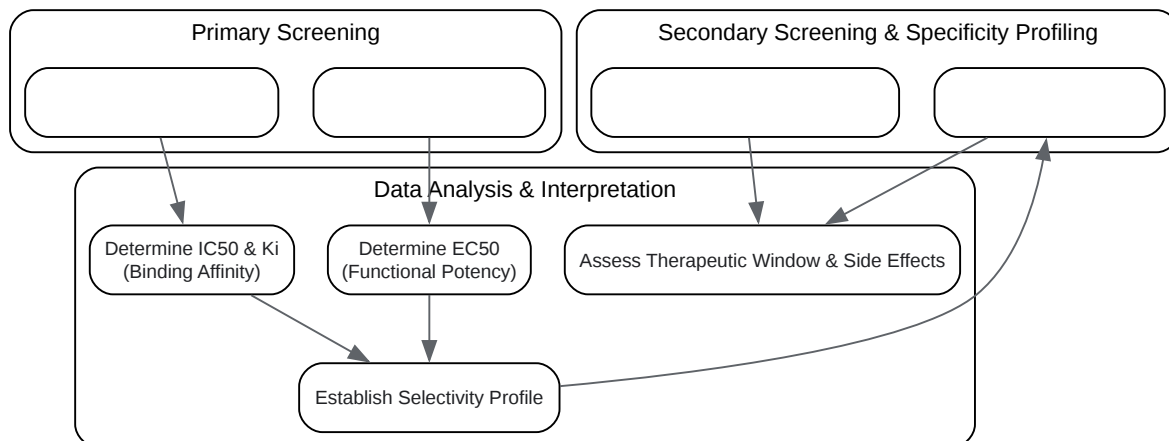 Primary Screening
Secondary Screening & Specificity Profiling
Data Analysis & Interpretation
Determine IC50 & Ki
(Binding Affinity)
Determine EC50
(Functional Potency)
Assess Therapeutic Window & Side Effects
Establish Selectivity Profile